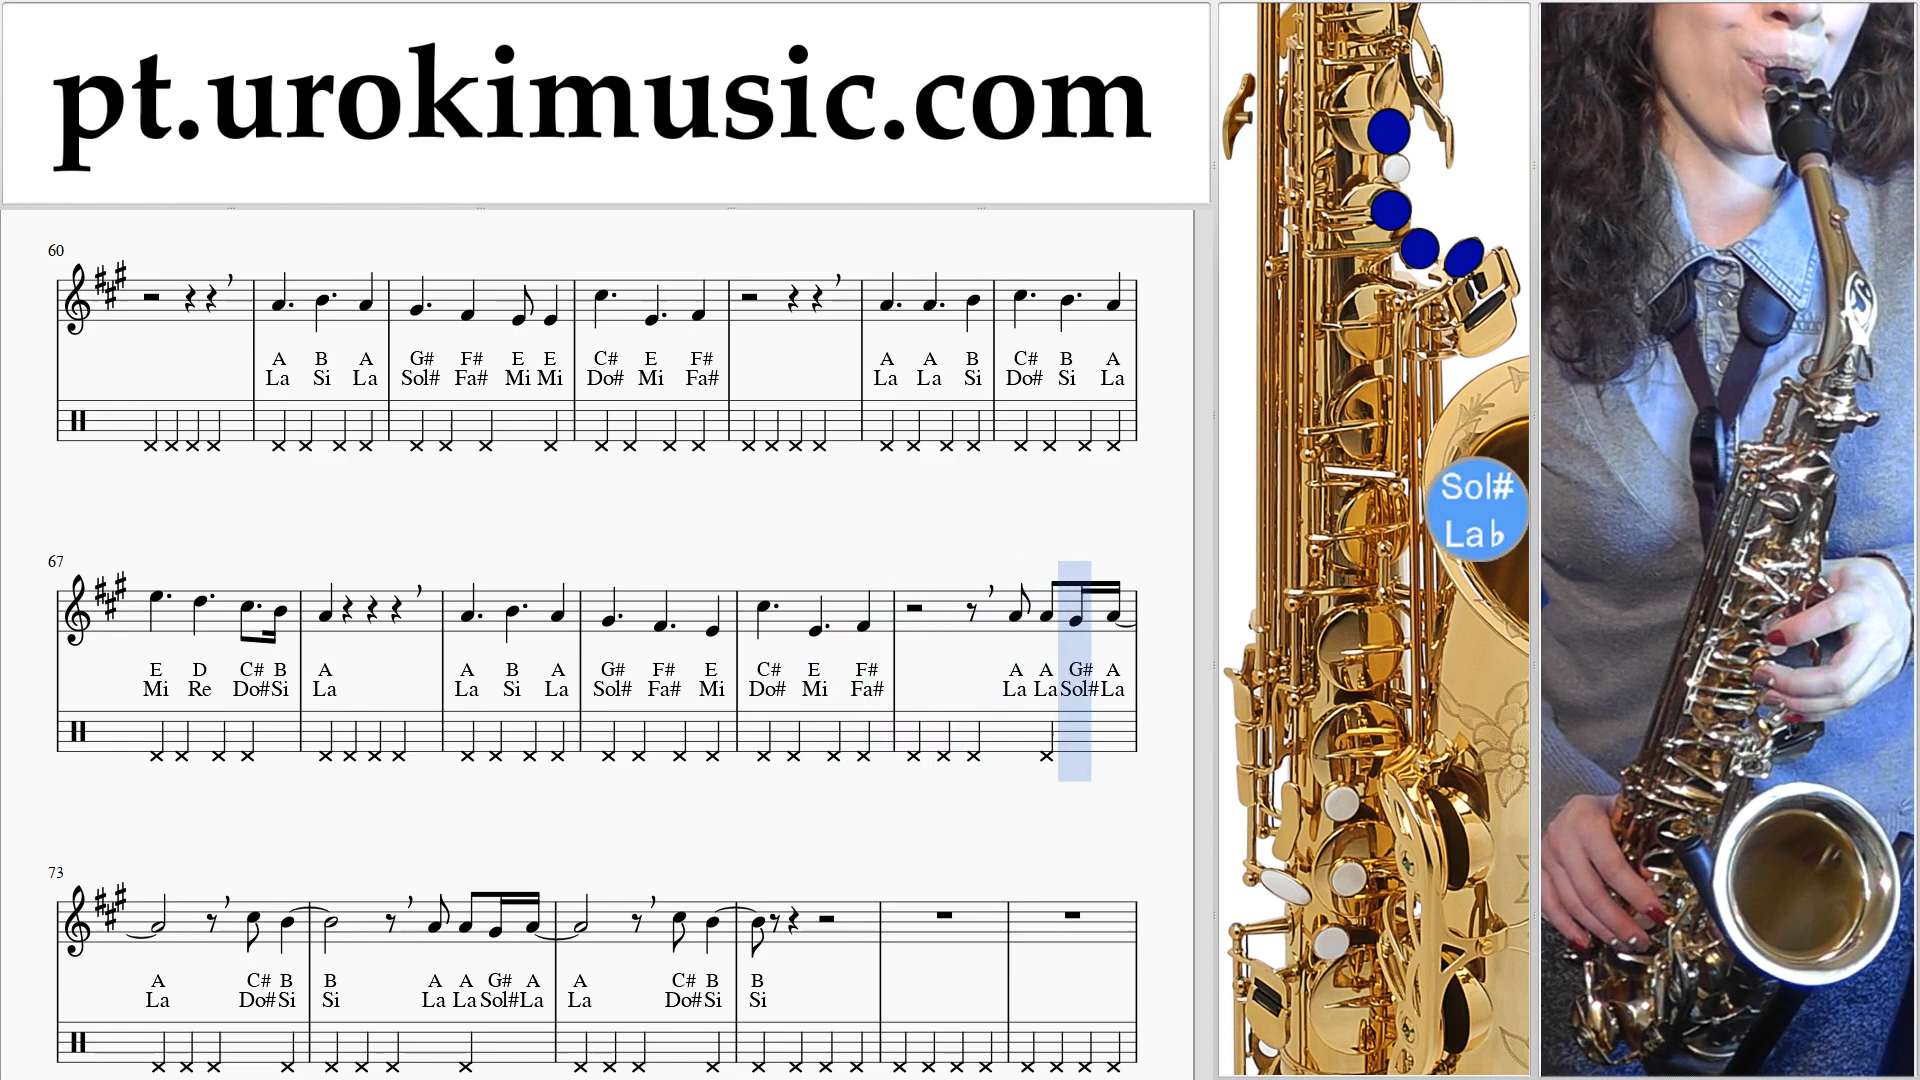 pt.urokimusic.com
60
A B A G# F# E E C# E F# A A B C# B A
La Si La Sol# Fa# Mi Mi Do# Mi Fa# La La Si Do# Si La
67
E D C# B A A B A G# F# E C# E F# A A G# A
Mi Re Do# Si La La Si La Sol# Fa# Mi Do# Mi Fa# La La Sol# La
73
A C# B B A A G# A A C# B B
La Do# Si Si La La Sol# La La Do# Si Si
Sol#
La♭